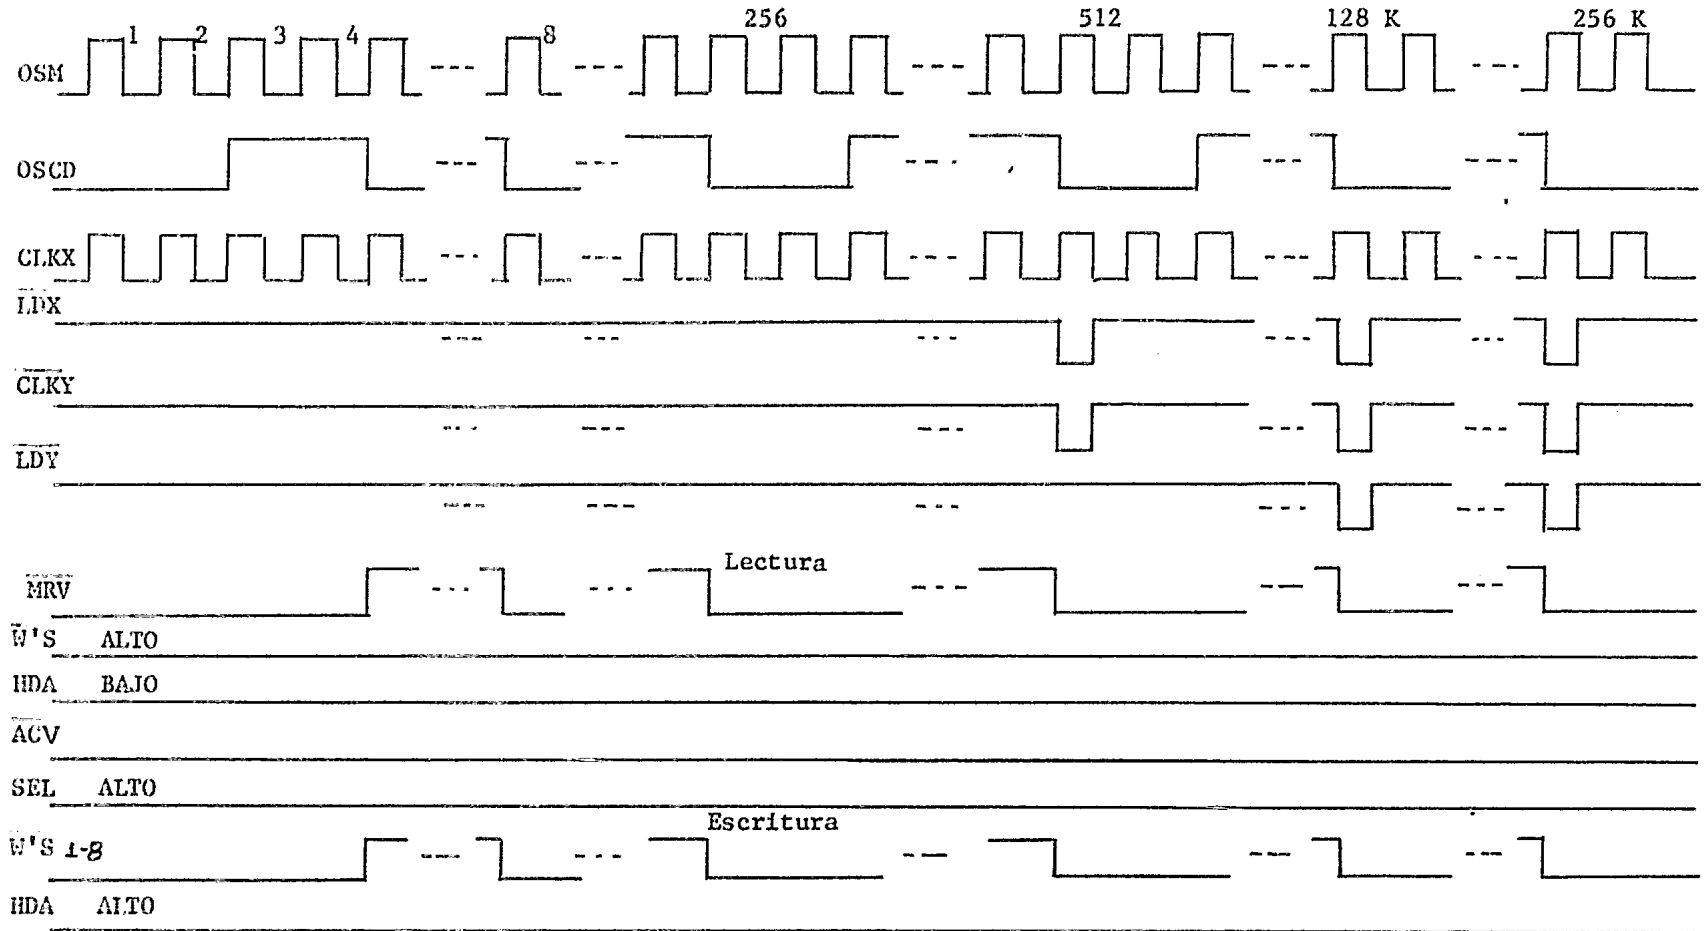 256 512 128 K 256 K
1 2 3 4 8
OSM
OSCD
CLKX
LDX
CLKY
LDY
Lectura
MRV
W'S ALTO
HDA BAJO
ACV
SEL ALTO
Escritura
W'S 1-8
HDA ALTO